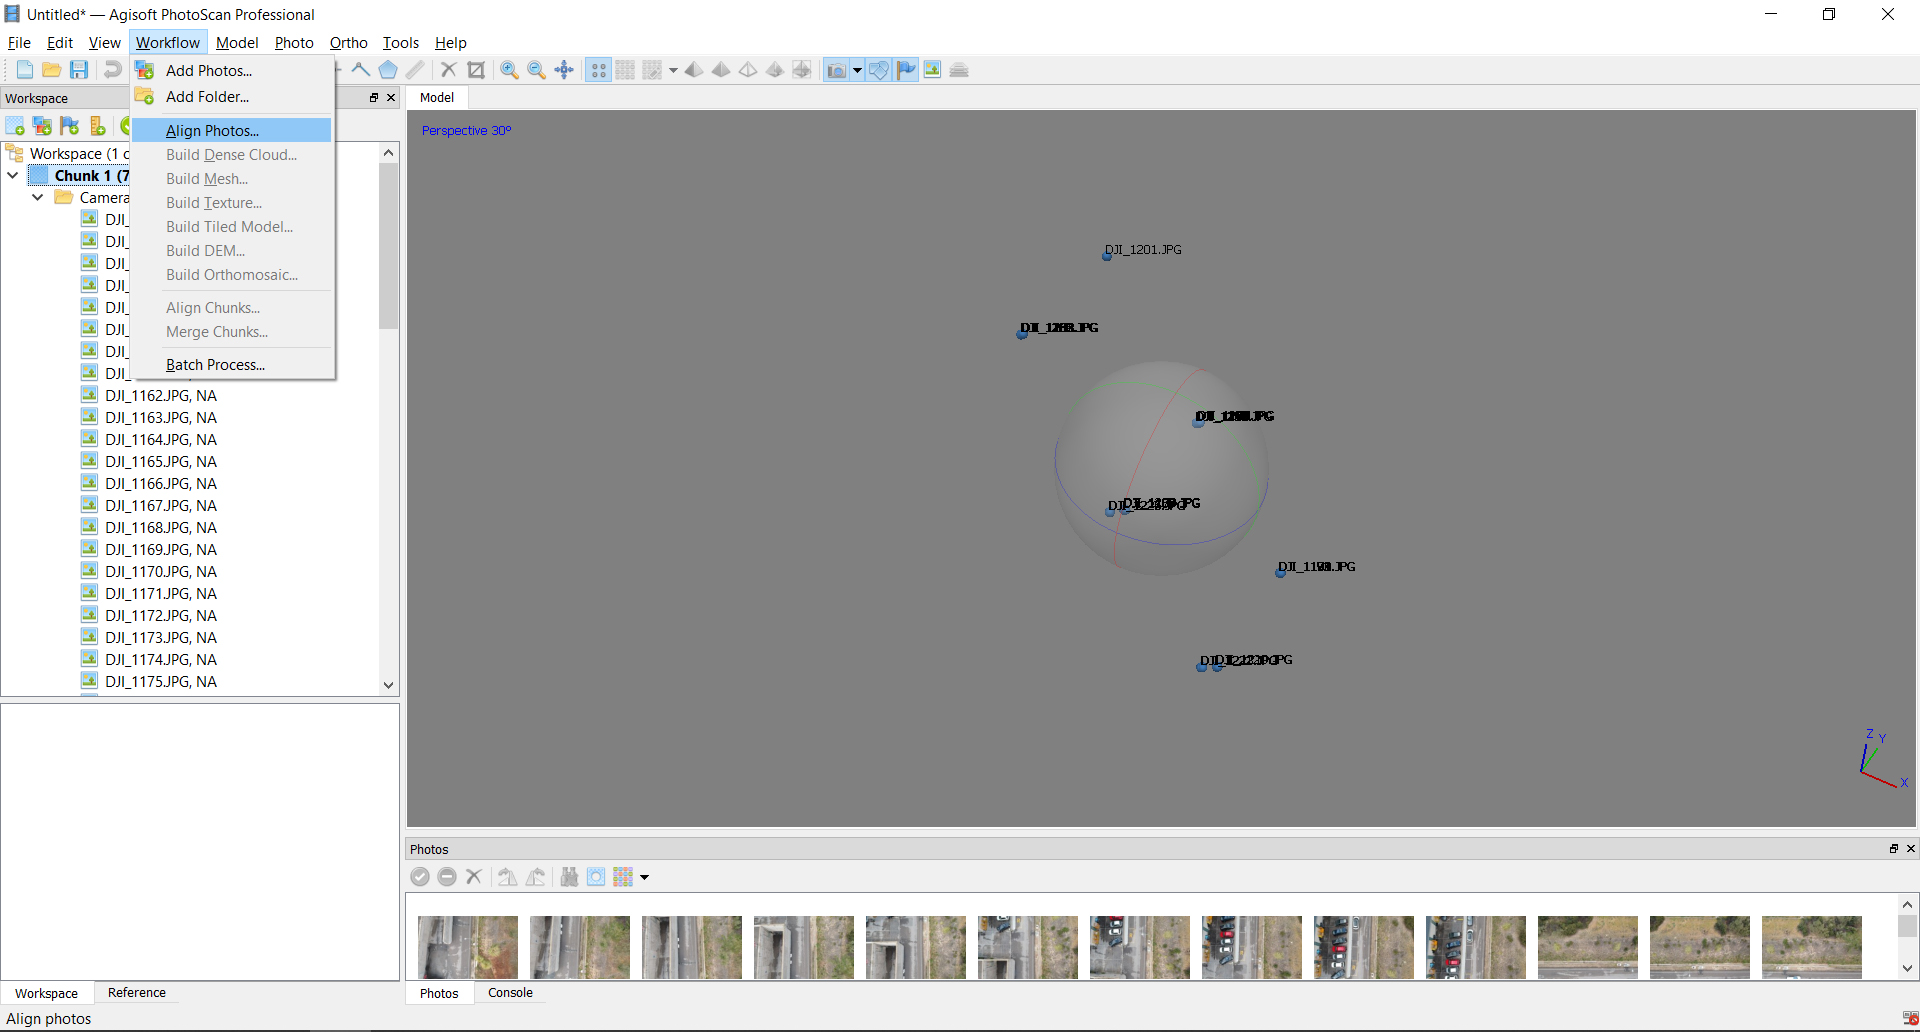 Untitled* — Agisoft PhotoScan Professional
File Edit View Workflow Model Photo Ortho Tools Help
Add Photos...
Add Folder...
Align Photos...
Build Dense Cloud...
Build Mesh...
Build Texture...
Build Tiled Model...
Build DEM...
Build Orthomosaic...
Align Chunks...
Merge Chunks...
Batch Process...
Workspace
Workspace (1 c
Chunk 1 (7
Camera
DJI_
DJI_
DJI_
DJI_
DJI_
DJI_
DJI_
DJI_
DJI_1162.JPG, NA
DJI_1163.JPG, NA
DJI_1164.JPG, NA
DJI_1165.JPG, NA
DJI_1166.JPG, NA
DJI_1167.JPG, NA
DJI_1168.JPG, NA
DJI_1169.JPG, NA
DJI_1170.JPG, NA
DJI_1171.JPG, NA
DJI_1172.JPG, NA
DJI_1173.JPG, NA
DJI_1174.JPG, NA
DJI_1175.JPG, NA
Model
Perspective 30°
DJI_1201.JPG
Z
Y
X
Photos
Workspace Reference
Photos Console
Align photos